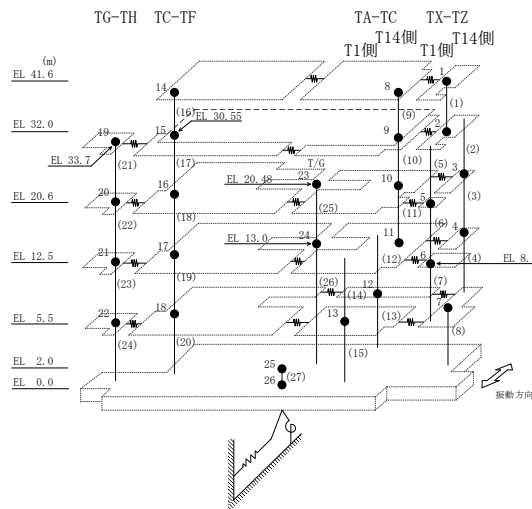 TG-TH TC-TF TA-TC TX-TZ
T14側 T14側
T1側 T1側
(m)
EL 41.6
14 8 1
(16) EL 30.55 (9) (1)
EL 32.0
19 15 9 2
EL 33.7
(21) (17) (10) (2)
T/G
16 23 10 (5) 3
EL 20.6
20 EL 20.48 5 (3)
(22) (18) (25) (11)
EL 13.0 24 11 (6) 4
EL 12.5
21 17 (12) 6 (4) EL 8.
(23) (19) (26) 12 (7)
(14)
EL 5.5
22 18 13 (13) 7
(24) (20) (15) (8)
EL 2.0
25
EL 0.0
26 (27)
振動方向